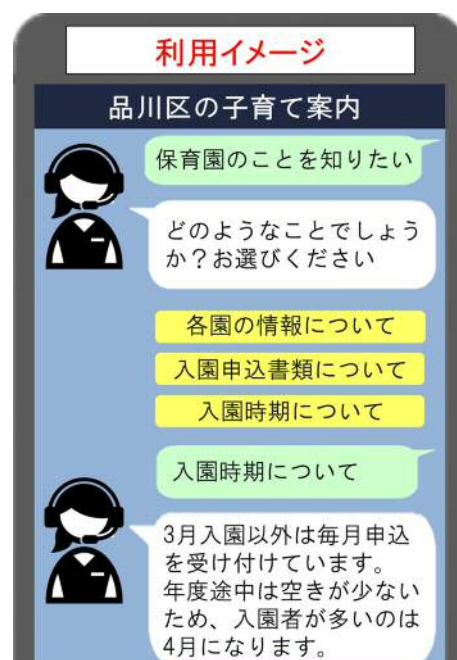 利用イメージ
品川区の子育て案内
保育園のことを知りたい
どのようなことでしょう
か？お選びください
各園の情報について
入園申込書類について
入園時期について
入園時期について
3月入園以外は毎月申込
を受け付けています。
年度途中は空きが少ない
ため、入園者が多いのは
4月になります。